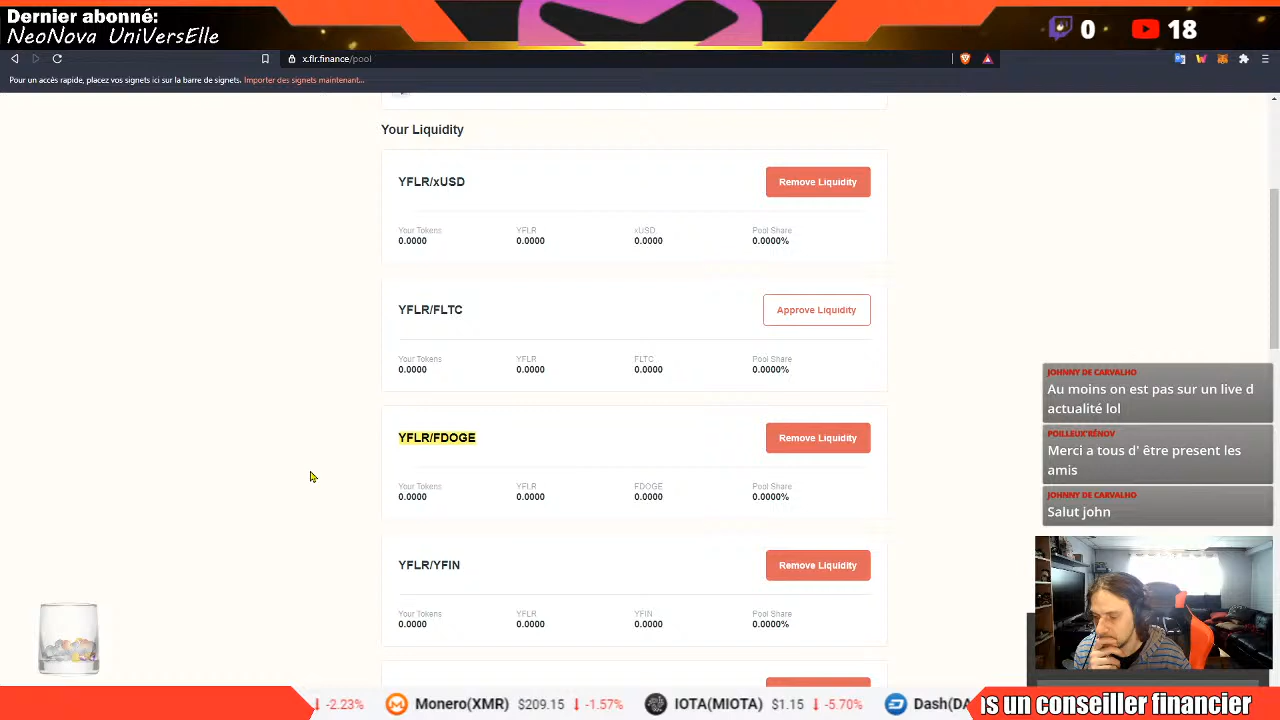 Dernier abonné:
NeoNova UniVersElle
0 18
x.flr.finance/pool
Pour un accès rapide, placez vos signets ici sur la barre de signets. Importer des signets maintenant...
Your Liquidity
YFLR/xUSD Remove Liquidity
Your Tokens YFLR xUSD Pool Share
0.0000 0.0000 0.0000 0.0000%
YFLR/FLTC Approve Liquidity
Your Tokens YFLR FLTC Pool Share
0.0000 0.0000 0.0000 0.0000%
YFLR/FDOGE Remove Liquidity
Your Tokens YFLR FDOGE Pool Share
0.0000 0.0000 0.0000 0.0000%
YFLR/YFIN Remove Liquidity
Your Tokens YFLR YFIN Pool Share
0.0000 0.0000 0.0000 0.0000%
JOHNNY DE CARVALHO
Au moins on est pas sur un live d
actualité lol
POILLEUX'RÉNOV
Merci a tous d' être present les
amis
JOHNNY DE CARVALHO
Salut john
-2.23% Monero(XMR) $209.15 -1.57% IOTA(MIOTA) $1.15 -5.70% Dash(DA
s un conseiller financier